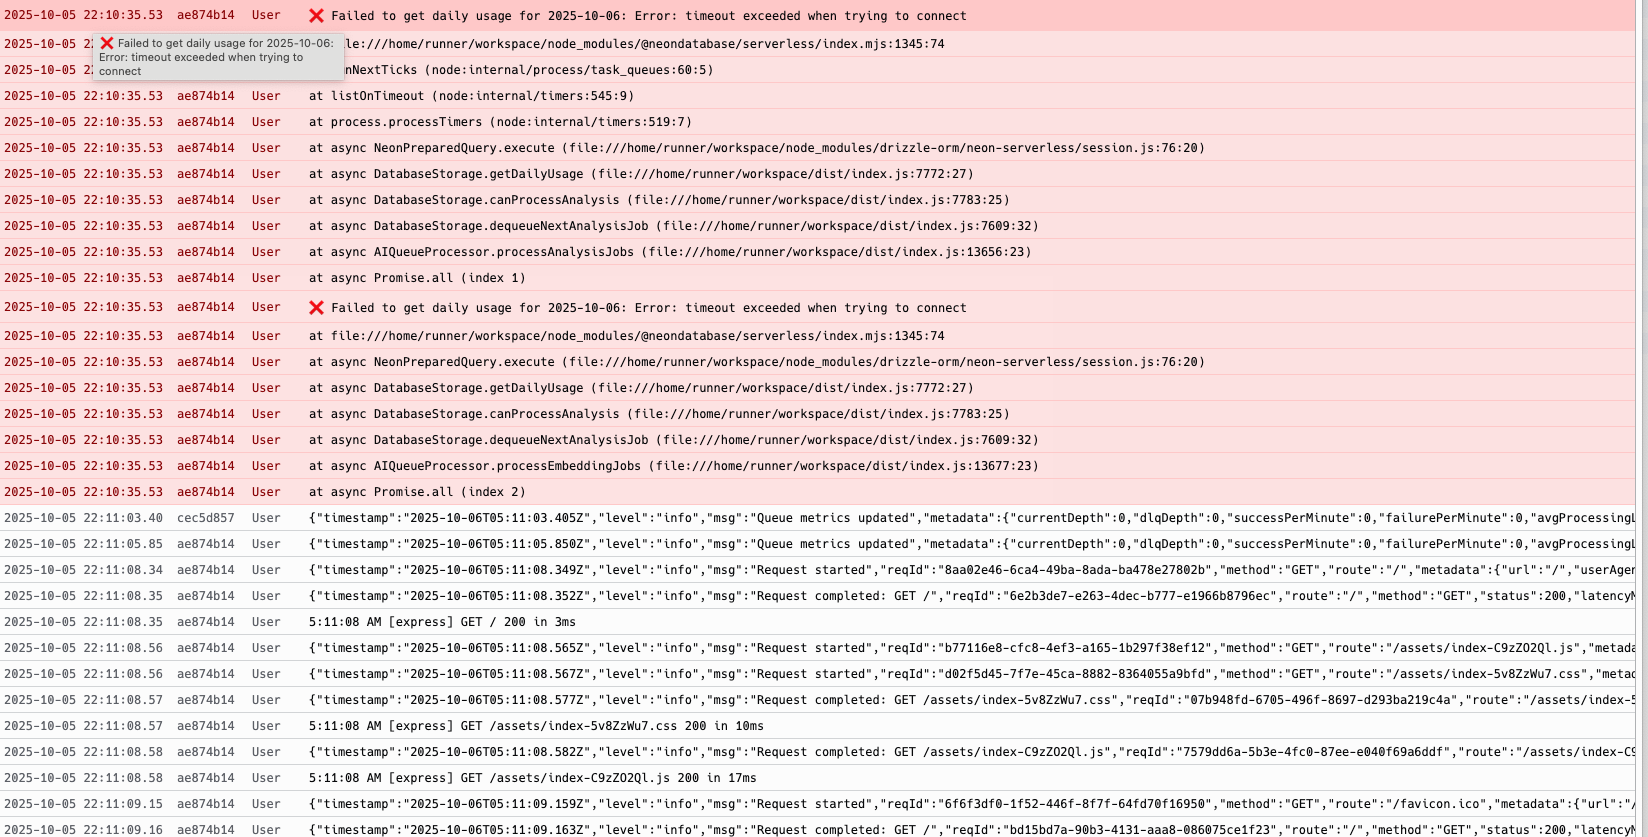 2025-10-05 22:10:35.53 ae874b14 User ❌ Failed to get daily usage for 2025-10-06: Error: timeout exceeded when trying to connect
❌ Failed to get daily usage for 2025-10-06:
Error: timeout exceeded when trying to
connect
2025-10-05 2 le:///home/runner/workspace/node_modules/@neondatabase/serverless/index.mjs:1345:74
2025-10-05 22 nNextTicks (node:internal/process/task_queues:60:5)
2025-10-05 22:10:35.53 ae874b14 User at listOnTimeout (node:internal/timers:545:9)
2025-10-05 22:10:35.53 ae874b14 User at process.processTimers (node:internal/timers:519:7)
2025-10-05 22:10:35.53 ae874b14 User at async NeonPreparedQuery.execute (file:///home/runner/workspace/node_modules/drizzle-orm/neon-serverless/session.js:76:20)
2025-10-05 22:10:35.53 ae874b14 User at async DatabaseStorage.getDailyUsage (file:///home/runner/workspace/dist/index.js:7772:27)
2025-10-05 22:10:35.53 ae874b14 User at async DatabaseStorage.canProcessAnalysis (file:///home/runner/workspace/dist/index.js:7783:25)
2025-10-05 22:10:35.53 ae874b14 User at async DatabaseStorage.dequeueNextAnalysisJob (file:///home/runner/workspace/dist/index.js:7609:32)
2025-10-05 22:10:35.53 ae874b14 User at async AIQueueProcessor.processAnalysisJobs (file:///home/runner/workspace/dist/index.js:13656:23)
2025-10-05 22:10:35.53 ae874b14 User at async Promise.all (index 1)
2025-10-05 22:10:35.53 ae874b14 User ❌ Failed to get daily usage for 2025-10-06: Error: timeout exceeded when trying to connect
2025-10-05 22:10:35.53 ae874b14 User at file:///home/runner/workspace/node_modules/@neondatabase/serverless/index.mjs:1345:74
2025-10-05 22:10:35.53 ae874b14 User at async NeonPreparedQuery.execute (file:///home/runner/workspace/node_modules/drizzle-orm/neon-serverless/session.js:76:20)
2025-10-05 22:10:35.53 ae874b14 User at async DatabaseStorage.getDailyUsage (file:///home/runner/workspace/dist/index.js:7772:27)
2025-10-05 22:10:35.53 ae874b14 User at async DatabaseStorage.canProcessAnalysis (file:///home/runner/workspace/dist/index.js:7783:25)
2025-10-05 22:10:35.53 ae874b14 User at async DatabaseStorage.dequeueNextAnalysisJob (file:///home/runner/workspace/dist/index.js:7609:32)
2025-10-05 22:10:35.53 ae874b14 User at async AIQueueProcessor.processEmbeddingJobs (file:///home/runner/workspace/dist/index.js:13677:23)
2025-10-05 22:10:35.53 ae874b14 User at async Promise.all (index 2)
2025-10-05 22:11:03.40 cec5d857 User {"timestamp":"2025-10-06T05:11:03.405Z","level":"info","msg":"Queue metrics updated","metadata":{"currentDepth":0,"dlqDepth":0,"successPerMinute":0,"failurePerMinute":0,"avgProcessingL
2025-10-05 22:11:05.85 ae874b14 User {"timestamp":"2025-10-06T05:11:05.850Z","level":"info","msg":"Queue metrics updated","metadata":{"currentDepth":0,"dlqDepth":0,"successPerMinute":0,"failurePerMinute":0,"avgProcessingL
2025-10-05 22:11:08.34 ae874b14 User {"timestamp":"2025-10-06T05:11:08.349Z","level":"info","msg":"Request started","reqId":"8aa02e46-6ca4-49ba-8ada-ba478e27802b","method":"GET","route":"/","metadata":{"url":"/","userAgen
2025-10-05 22:11:08.35 ae874b14 User {"timestamp":"2025-10-06T05:11:08.352Z","level":"info","msg":"Request completed: GET /","reqId":"6e2b3de7-e263-4dec-b777-e1966b8796ec","route":"/","method":"GET","status":200,"latencyM
2025-10-05 22:11:08.35 ae874b14 User 5:11:08 AM [express] GET / 200 in 3ms
2025-10-05 22:11:08.56 ae874b14 User {"timestamp":"2025-10-06T05:11:08.565Z","level":"info","msg":"Request started","reqId":"b77116e8-cfc8-4ef3-a165-1b297f38ef12","method":"GET","route":"/assets/index-C9zZO2Ql.js","metada
2025-10-05 22:11:08.56 ae874b14 User {"timestamp":"2025-10-06T05:11:08.567Z","level":"info","msg":"Request started","reqId":"d02f5d45-7f7e-45ca-8882-8364055a9bfd","method":"GET","route":"/assets/index-5v8ZzWu7.css","metad
2025-10-05 22:11:08.57 ae874b14 User {"timestamp":"2025-10-06T05:11:08.577Z","level":"info","msg":"Request completed: GET /assets/index-5v8ZzWu7.css","reqId":"07b948fd-6705-496f-8697-d293ba219c4a","route":"/assets/index-5
2025-10-05 22:11:08.57 ae874b14 User 5:11:08 AM [express] GET /assets/index-5v8ZzWu7.css 200 in 10ms
2025-10-05 22:11:08.58 ae874b14 User {"timestamp":"2025-10-06T05:11:08.582Z","level":"info","msg":"Request completed: GET /assets/index-C9zZO2Ql.js","reqId":"7579dd6a-5b3e-4fc0-87ee-e040f69a6ddf","route":"/assets/index-C9
2025-10-05 22:11:08.58 ae874b14 User 5:11:08 AM [express] GET /assets/index-C9zZO2Ql.js 200 in 17ms
2025-10-05 22:11:09.15 ae874b14 User {"timestamp":"2025-10-06T05:11:09.159Z","level":"info","msg":"Request started","reqId":"6f6f3df0-1f52-446f-8f7f-64fd70f16950","method":"GET","route":"/favicon.ico","metadata":{"url":"/
2025-10-05 22:11:09.16 ae874b14 User {"timestamp":"2025-10-06T05:11:09.163Z","level":"info","msg":"Request completed: GET /","reqId":"bd15bd7a-90b3-4131-aaa8-086075ce1f23","route":"/","method":"GET","status":200,"latencyM